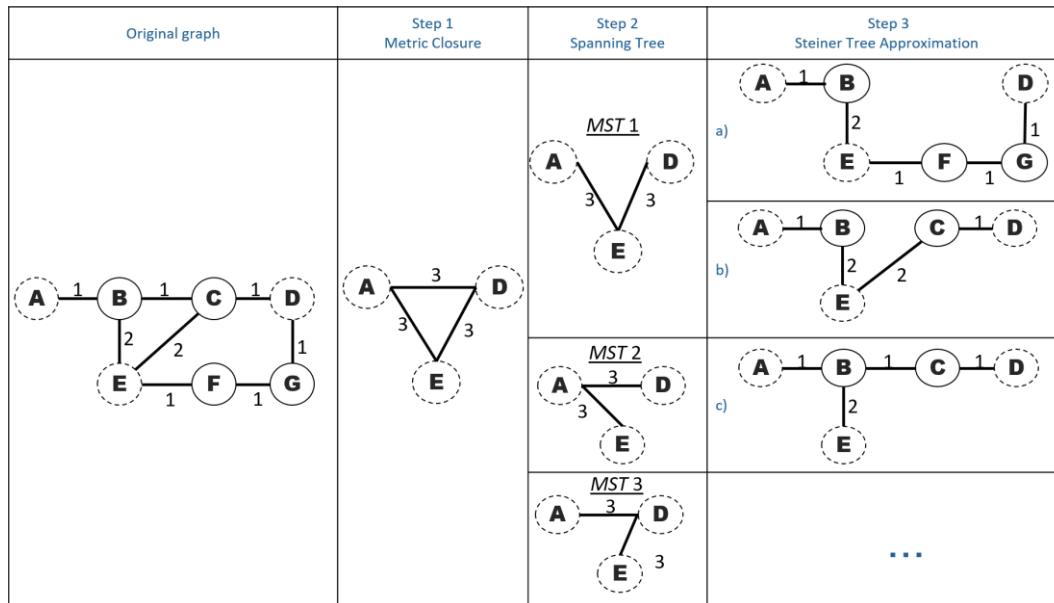 Original graph
Step 1
Metric Closure
Step 2
Spanning Tree
Step 3
Steiner Tree Approximation
A 1 B 1 C 1 D
2 2 1
E 1 F 1 G
A 3 D
3 3
E
MST 1
A D
3 3
E
MST 2
A 3 D
3
E
MST 3
A 3 D
E 3
a)
A 1 B D
2 1
E 1 F 1 G
b)
A 1 B C 1 D
2 2
E
c)
A 1 B 1 C 1 D
2
E
...